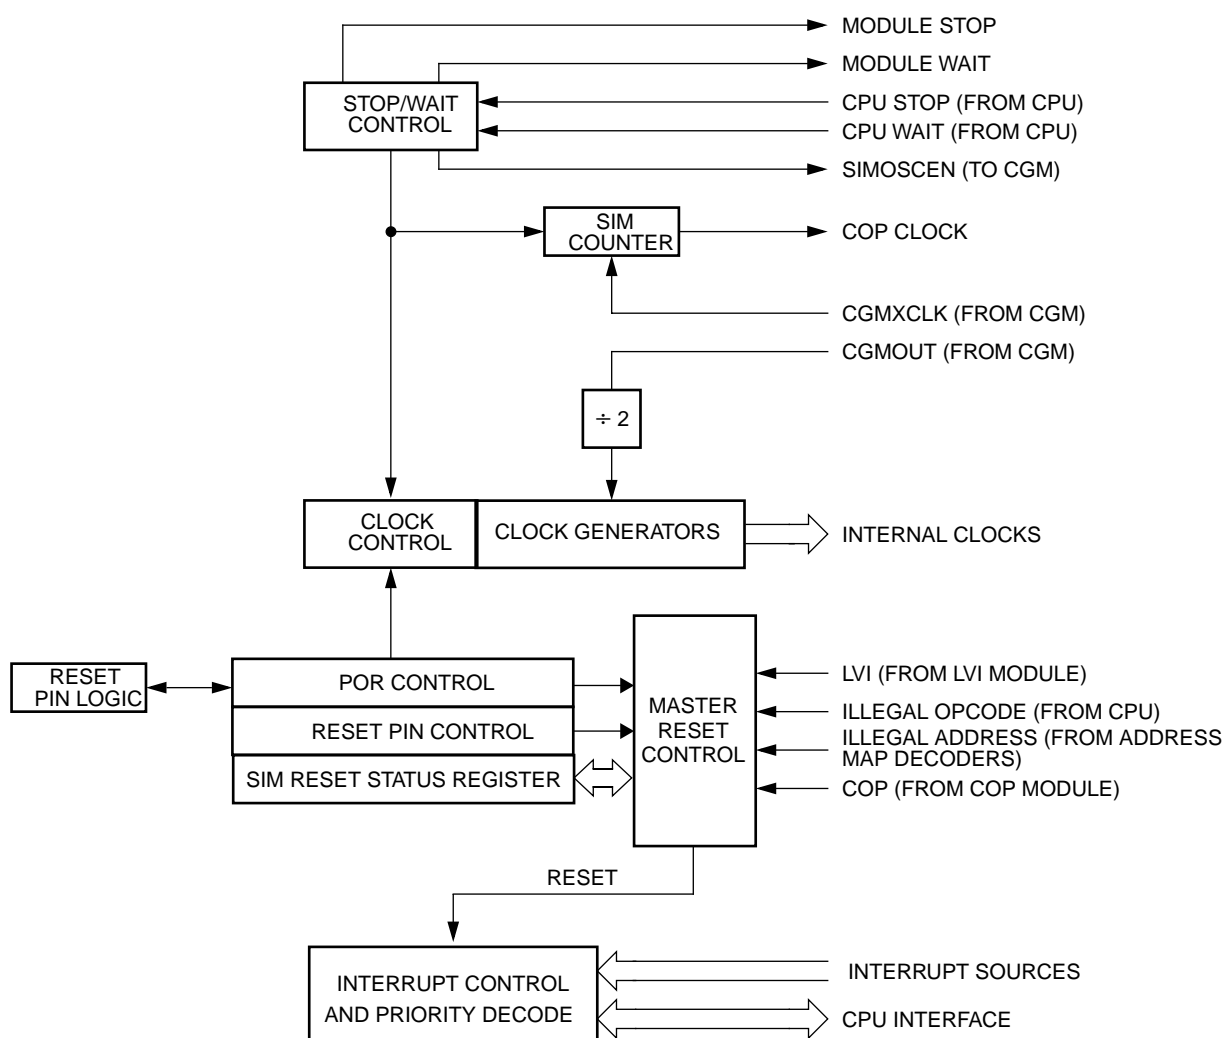 MODULE STOP
MODULE WAIT
STOP/WAIT
CONTROL
CPU STOP (FROM CPU)
CPU WAIT (FROM CPU)
SIMOSCEN (TO CGM)
SIM
COUNTER
COP CLOCK
CGMXCLK (FROM CGM)
CGMOUT (FROM CGM)
÷ 2
CLOCK
CONTROL
CLOCK GENERATORS
INTERNAL CLOCKS
RESET
PIN LOGIC
POR CONTROL
RESET PIN CONTROL
SIM RESET STATUS REGISTER
MASTER
RESET
CONTROL
LVI (FROM LVI MODULE)
ILLEGAL OPCODE (FROM CPU)
ILLEGAL ADDRESS (FROM ADDRESS
MAP DECODERS)
COP (FROM COP MODULE)
RESET
INTERRUPT CONTROL
AND PRIORITY DECODE
INTERRUPT SOURCES
CPU INTERFACE